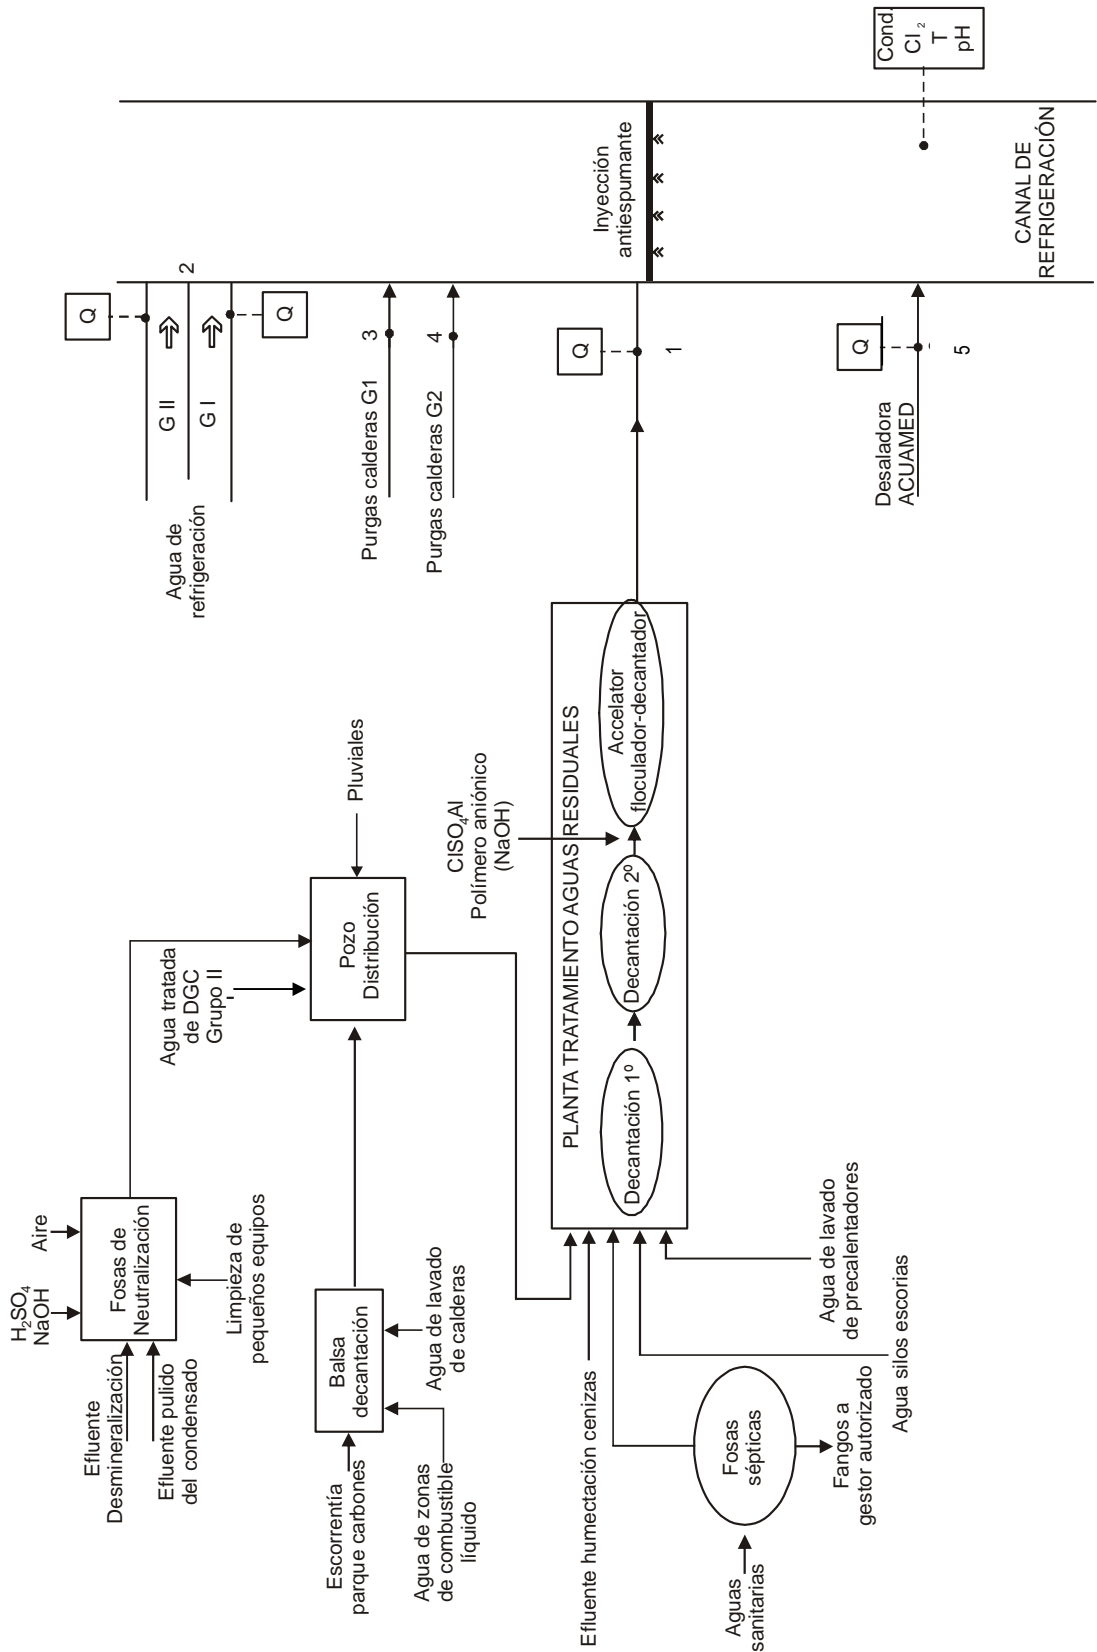 H₂SO₄
NaOH
Aire
Efluente
Desmineralización
Efluente pulido
del condensado
Fosas de
Neutralización
Limpieza de
pequeños equipos
Escorrentía
parque carbones
Agua de zonas
de combustible
líquido
Balsa
decantación
Agua de lavado
de calderas
Agua tratada
de DGC
Grupo II
Pozo
Distribución
Pluviales
Efluente humectación cenizas
Aguas
sanitarias
Fosas
sépticas
Fangos a
gestor autorizado
Agua silos escorias
Agua de lavado
de precalentadores
PLANTA TRATAMIENTO AGUAS RESIDUALES
Decantación 1º
Decantación 2º
Accelator
floculador-decantador
ClSO₄Al
Polímero aniónico
(NaOH)
Agua de
refrigeración
G II
G I
Q
Q
2
Purgas calderas G1
3
Purgas calderas G2
4
Q
1
Desaladora
ACUAMED
Q
5
Inyección
antiespumante
CANAL DE
REFRIGERACIÓN
Cond.
Cl₂
T
pH